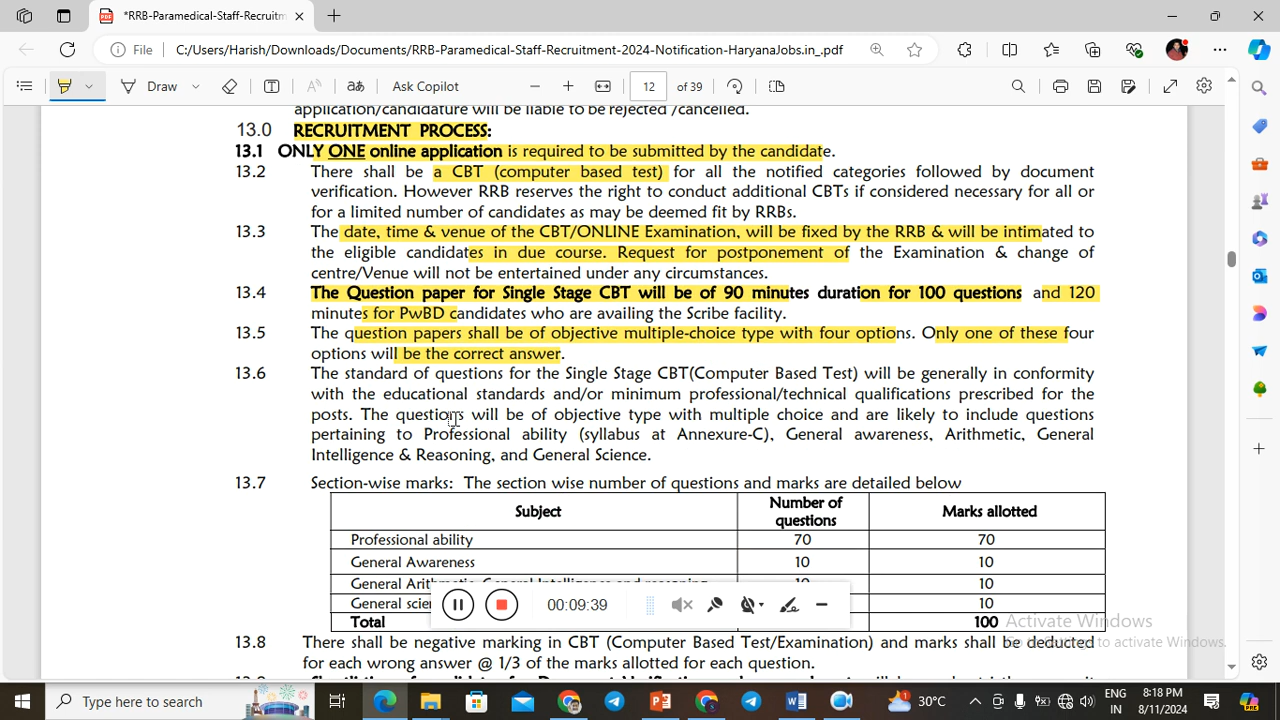 *RRB-Paramedical-Staff-Recruitm
File
C:/Users/Harish/Downloads/Documents/RRB-Paramedical-Staff-Recruitment-2024-Notification-HaryanaJobs.in_.pdf
Draw
Ask Copilot
12 of 39
application/candidature will be liable to be rejected /cancelled.
13.0 RECRUITMENT PROCESS:
13.1 ONLY ONE online application is required to be submitted by the candidate.
13.2 There shall be a CBT (computer based test) for all the notified categories followed by document
verification. However RRB reserves the right to conduct additional CBTs if considered necessary for all or
for a limited number of candidates as may be deemed fit by RRBs.
13.3 The date, time & venue of the CBT/ONLINE Examination, will be fixed by the RRB & will be intimated to
the eligible candidates in due course. Request for postponement of the Examination & change of
centre/Venue will not be entertained under any circumstances.
13.4 The Question paper for Single Stage CBT will be of 90 minutes duration for 100 questions and 120
minutes for PwBD candidates who are availing the Scribe facility.
13.5 The question papers shall be of objective multiple-choice type with four options. Only one of these four
options will be the correct answer.
13.6 The standard of questions for the Single Stage CBT(Computer Based Test) will be generally in conformity
with the educational standards and/or minimum professional/technical qualifications prescribed for the
posts. The questions will be of objective type with multiple choice and are likely to include questions
pertaining to Professional ability (syllabus at Annexure-C), General awareness, Arithmetic, General
Intelligence & Reasoning, and General Science.
13.7 Section-wise marks: The section wise number of questions and marks are detailed below
Subject Number of questions Marks allotted
Professional ability 70 70
General Awareness 10 10
General 10
General 10
Total 100
00:09:39
Activate Windows
to activate Windows.
13.8 There shall be negative marking in CBT (Computer Based Test/Examination) and marks shall be deducted
for each wrong answer @ 1/3 of the marks allotted for each question.
Type here to search
30°C
ENG
IN
8:18 PM
8/11/2024